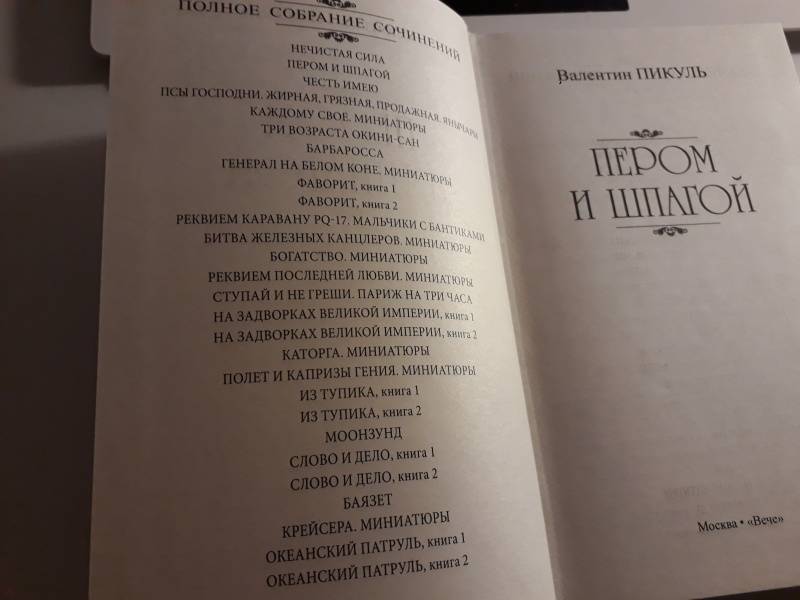 ПОЛНОЕ СОБРАНИЕ СОЧИНЕНИЙ
НЕЧИСТАЯ СИЛА
ПЕРОМ И ШПАГОЙ
ЧЕСТЬ ИМЕЮ
ПСЫ ГОСПОДНИ. ЖИРНАЯ, ГРЯЗНАЯ, ПРОДАЖНАЯ. ЯНЫЧАРЫ
КАЖДОМУ СВОЕ. МИНИАТЮРЫ
ТРИ ВОЗРАСТА ОКИНИ-САН
БАРБАРОССА
ГЕНЕРАЛ НА БЕЛОМ КОНЕ. МИНИАТЮРЫ
ФАВОРИТ, книга 1
ФАВОРИТ, книга 2
РЕКВИЕМ КАРАВАНУ PQ-17. МАЛЬЧИКИ С БАНТИКАМИ
БИТВА ЖЕЛЕЗНЫХ КАНЦЛЕРОВ. МИНИАТЮРЫ
БОГАТСТВО. МИНИАТЮРЫ
РЕКВИЕМ ПОСЛЕДНЕЙ ЛЮБВИ. МИНИАТЮРЫ
СТУПАЙ И НЕ ГРЕШИ. ПАРИЖ НА ТРИ ЧАСА
НА ЗАДВОРКАХ ВЕЛИКОЙ ИМПЕРИИ, книга 1
НА ЗАДВОРКАХ ВЕЛИКОЙ ИМПЕРИИ, книга 2
КАТОРГА. МИНИАТЮРЫ
ПОЛЕТ И КАПРИЗЫ ГЕНИЯ. МИНИАТЮРЫ
ИЗ ТУПИКА, книга 1
ИЗ ТУПИКА, книга 2
МООНЗУНД
СЛОВО И ДЕЛО, книга 1
СЛОВО И ДЕЛО, книга 2
БАЯЗЕТ
КРЕЙСЕРА. МИНИАТЮРЫ
ОКЕАНСКИЙ ПАТРУЛЬ, книга 1
ОКЕАНСКИЙ ПАТРУЛЬ, книга 2
Валентин ПИКУЛЬ
ПЕРОМ
И ШПАГОЙ
Москва • «Вече»